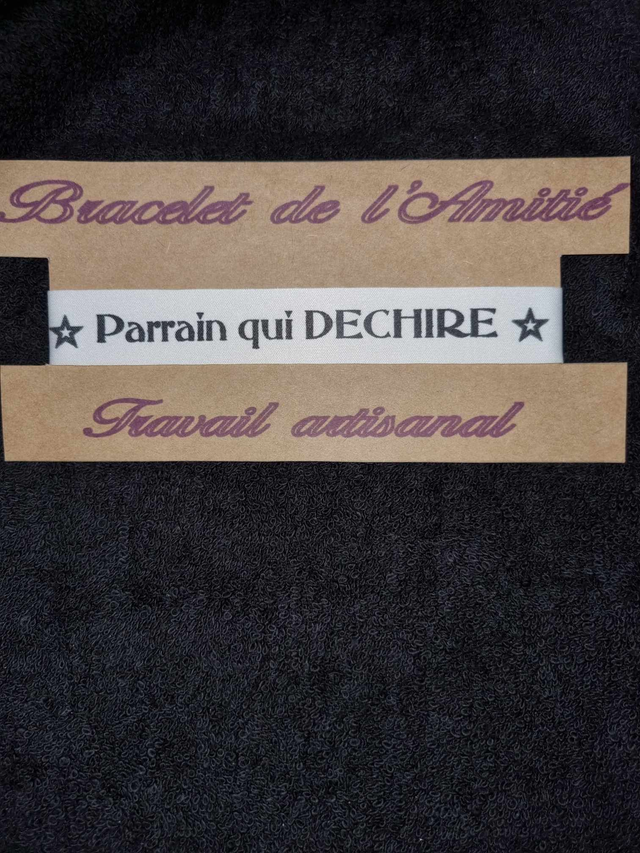 Bracelet de l'Amitié
☆ Parrain qui DECHIRE ☆
Travail artisanal